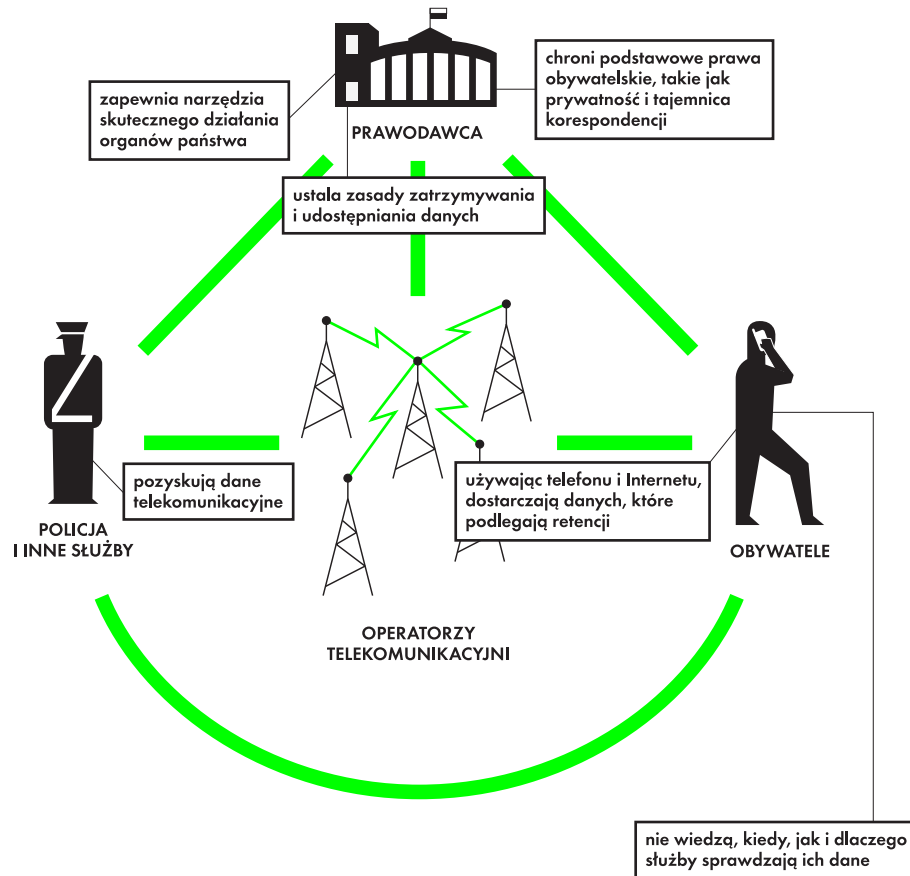 zapewnia narzędzia
skutecznego działania
organów państwa
chroni podstawowe prawa
obywatelskie, takie jak
prywatność i tajemnica
korespondencji
PRAWODAWCA
ustala zasady zatrzymywania
i udostępniania danych
pozyskują dane
telekomunikacyjne
POLICJA
I INNE SŁUŻBY
używając telefonu i Internetu,
dostarczają danych, które
podlegają retencji
OBYWATELE
OPERATORZY
TELEKOMUNIKACYJNI
nie wiedzą, kiedy, jak i dlaczego
służby sprawdzają ich dane